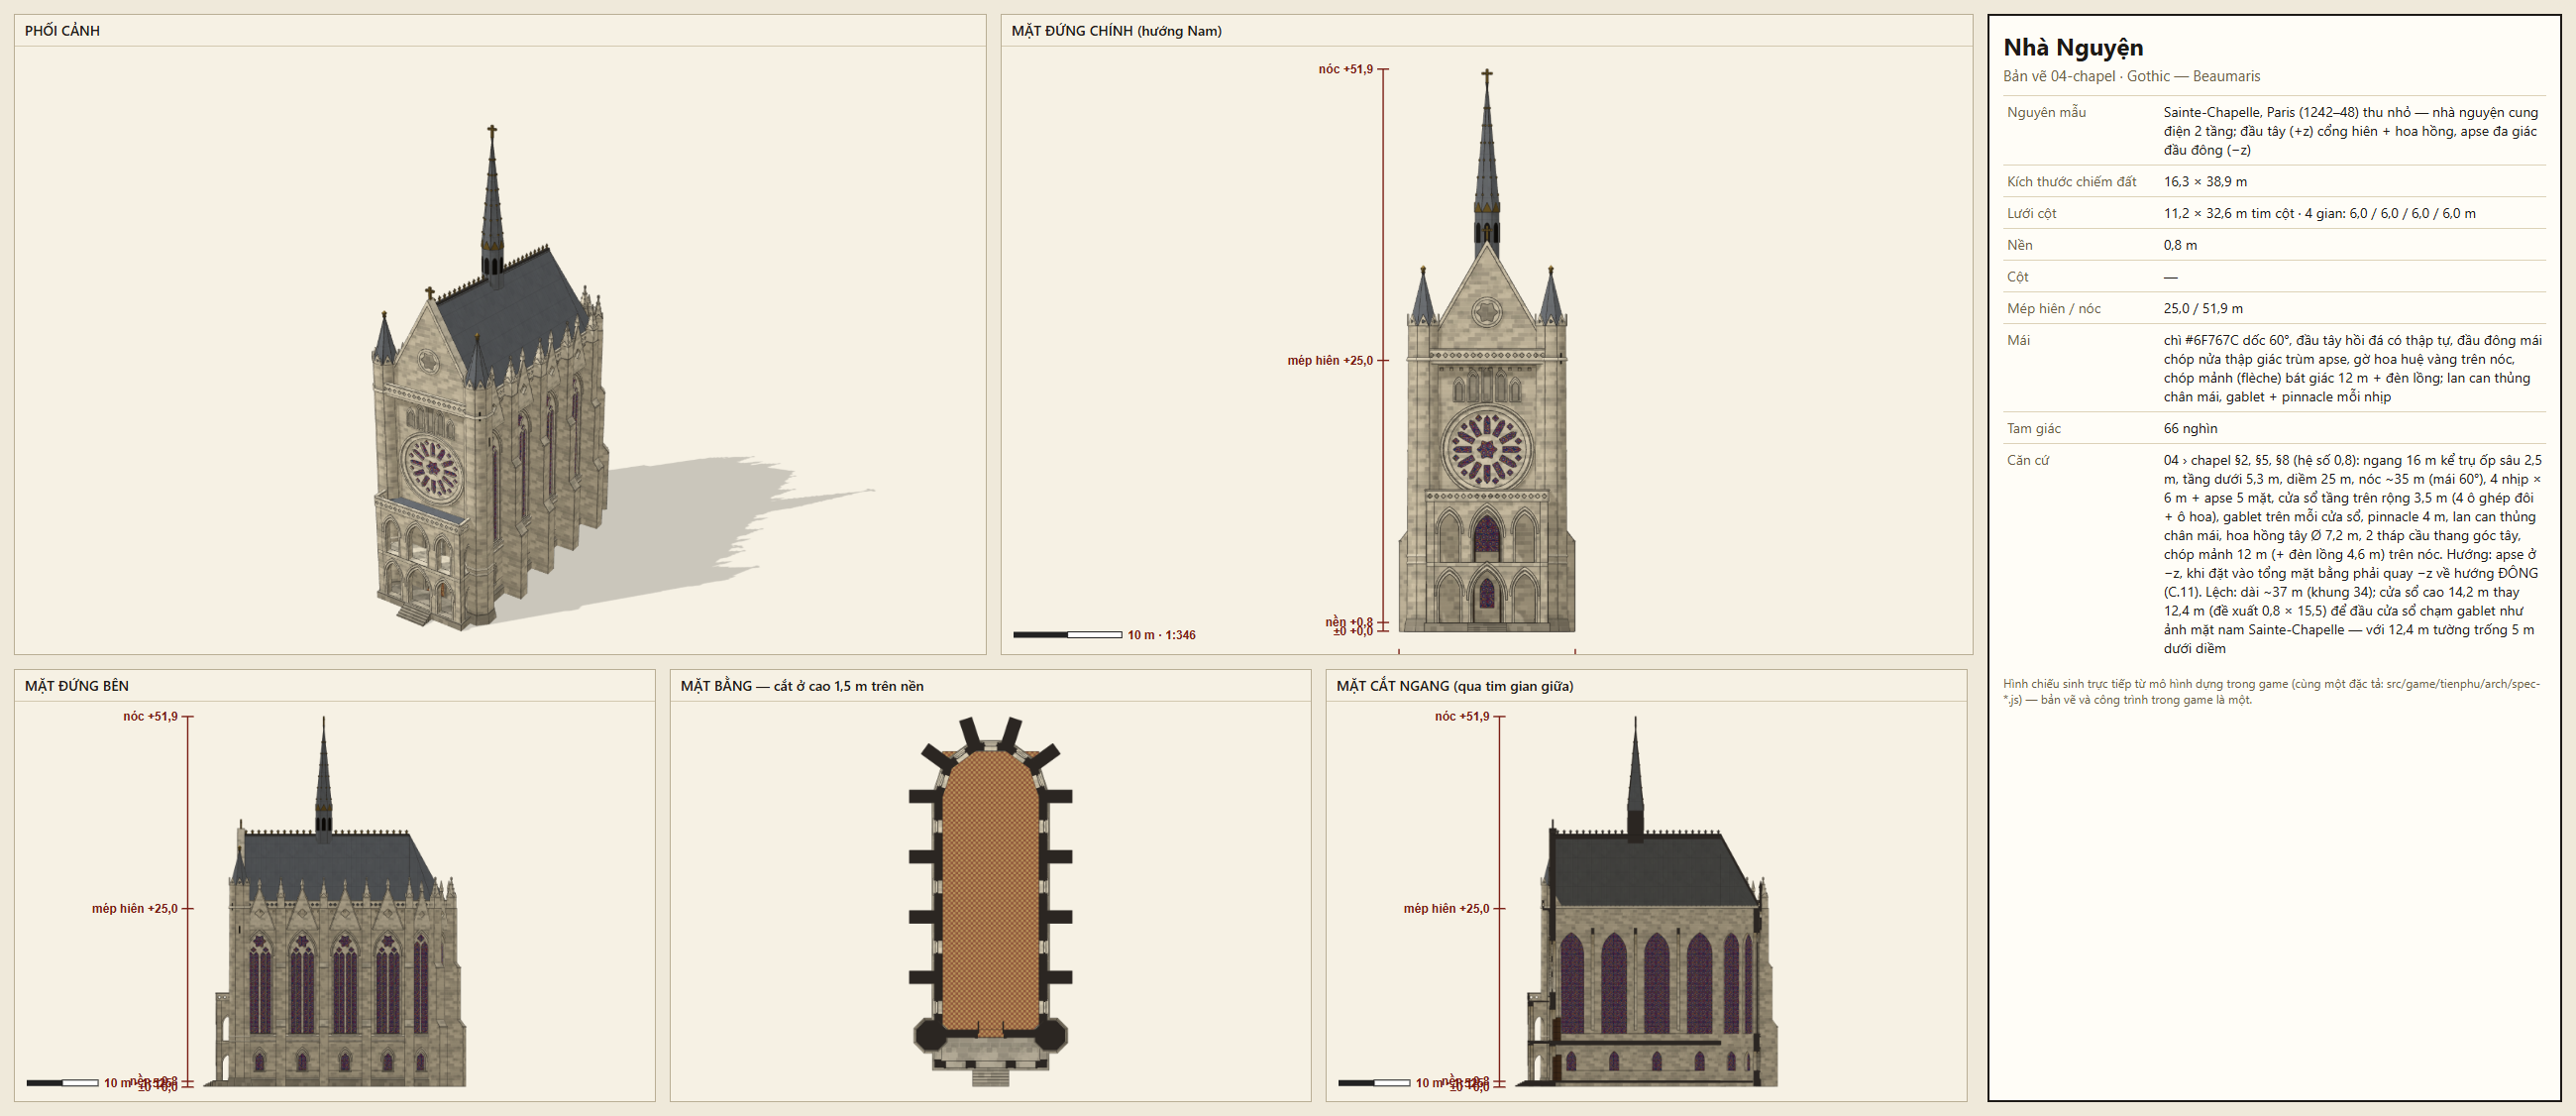 PHỐI CẢNH
MẶT ĐỨNG CHÍNH (hướng Nam)
nóc +51,9
mép hiên +25,0
nền +0,8
±0 +0,0
10 m · 1:346
MẶT ĐỨNG BÊN
nóc +51,9
mép hiên +25,0
±0 +0,0
10 m
MẶT BẰNG — cắt ở cao 1,5 m trên nền
MẶT CẮT NGANG (qua tim gian giữa)
nóc +51,9
mép hiên +25,0
±0 +0,0
10 m
Nhà Nguyện
Bản vẽ 04-chapel · Gothic — Beaumaris
Nguyên mẫu
Sainte-Chapelle, Paris (1242–48) thu nhỏ — nhà nguyện cung
điện 2 tầng; đầu tây (+z) cổng hiên + hoa hồng, apse đa giác
đầu đông (−z)
Kích thước chiếm đất
16,3 × 38,9 m
Lưới cột
11,2 × 32,6 m tim cột · 4 gian: 6,0 / 6,0 / 6,0 / 6,0 m
Nền
0,8 m
Cột
—
Mép hiên / nóc
25,0 / 51,9 m
Mái
chì #6F767C dốc 60°, đầu tây hồi đá có thập tự, đầu đông mái
chóp nửa thập giác trùm apse, gờ hoa huệ vàng trên nóc,
chóp mảnh (flèche) bát giác 12 m + đèn lồng; lan can thủng
chân mái, gablet + pinnacle mỗi nhịp
Tam giác
66 nghìn
Căn cứ
04 › chapel §2, §5, §8 (hệ số 0,8): ngang 16 m kể trụ ốp sâu 2,5
m, tầng dưới 5,3 m, diềm 25 m, nóc ~35 m (mái 60°), 4 nhịp ×
6 m + apse 5 mặt, cửa sổ tầng trên rộng 3,5 m (4 ô ghép đôi
+ ô hoa), gablet trên mỗi cửa sổ, pinnacle 4 m, lan can thủng
chân mái, hoa hồng tây Ø 7,2 m, 2 tháp cầu thang góc tây,
chóp mảnh 12 m (+ đèn lồng 4,6 m) trên nóc. Hướng: apse ở
−z, khi đặt vào tổng mặt bằng phải quay −z về hướng ĐÔNG
(C.11). Lệch: dài ~37 m (khung 34); cửa sổ cao 14,2 m thay
12,4 m (đề xuất 0,8 × 15,5) để đầu cửa sổ chạm gablet như
ảnh mặt nam Sainte-Chapelle — với 12,4 m tường trống 5 m
dưới diềm
Hình chiếu sinh trực tiếp từ mô hình dựng trong game (cùng một đặc tả: src/game/tienphu/arch/spec-
*.js) — bản vẽ và công trình trong game là một.